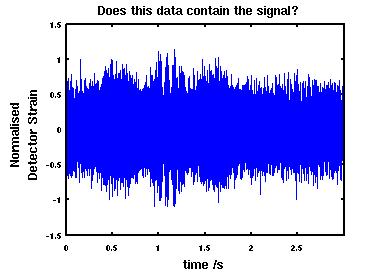 Does this data contain the signal?
1.5
1
0.5
0
-0.5
-1
-1.5
Normalised
Detector Strain
0 0.5 1 1.5 2 2.5
time /s